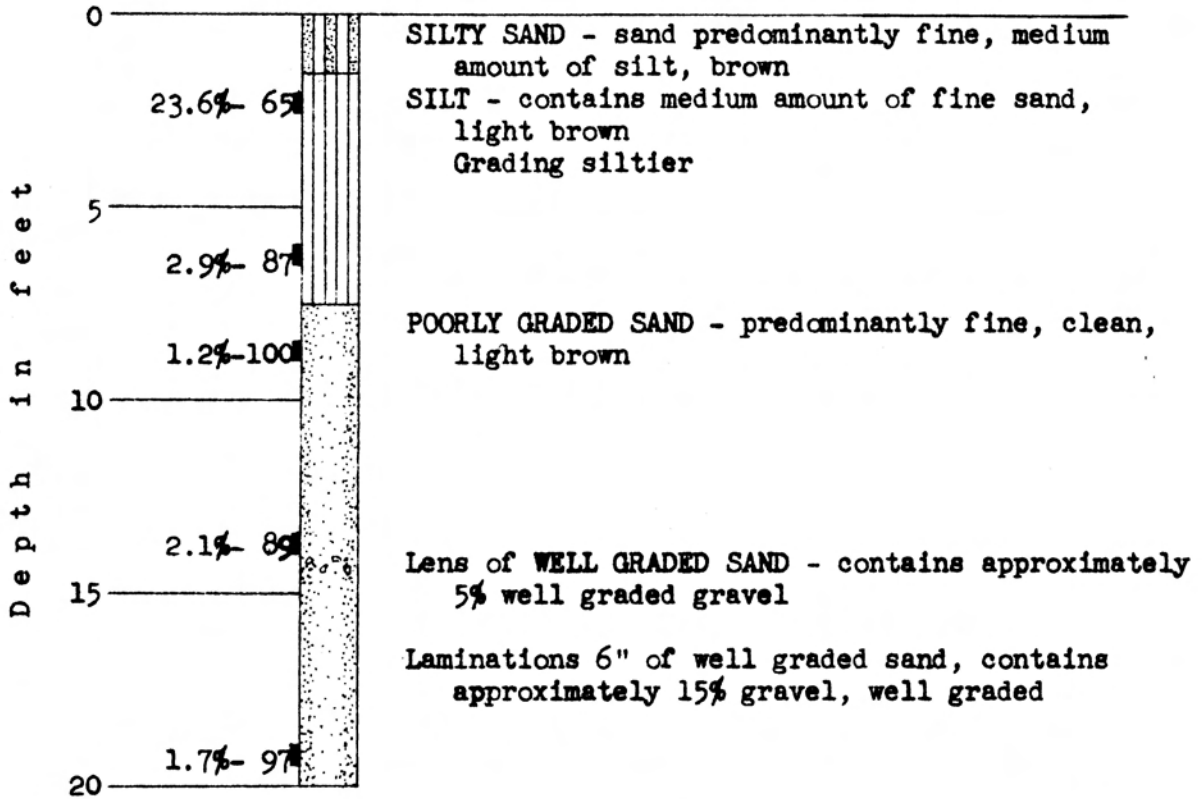 0
SILTY SAND - sand predominantly fine, medium
amount of silt, brown
23.6%- 65
SILT - contains medium amount of fine sand,
light brown
Grading siltier
5
2.9%- 87
POORLY GRADED SAND - predominantly fine, clean,
light brown
1.2%-100
10
2.1%- 89
Lens of WELL GRADED SAND - contains approximately
5% well graded gravel
15
Laminations 6" of well graded sand, contains
approximately 15% gravel, well graded
1.7%- 97
20
Depth in feet